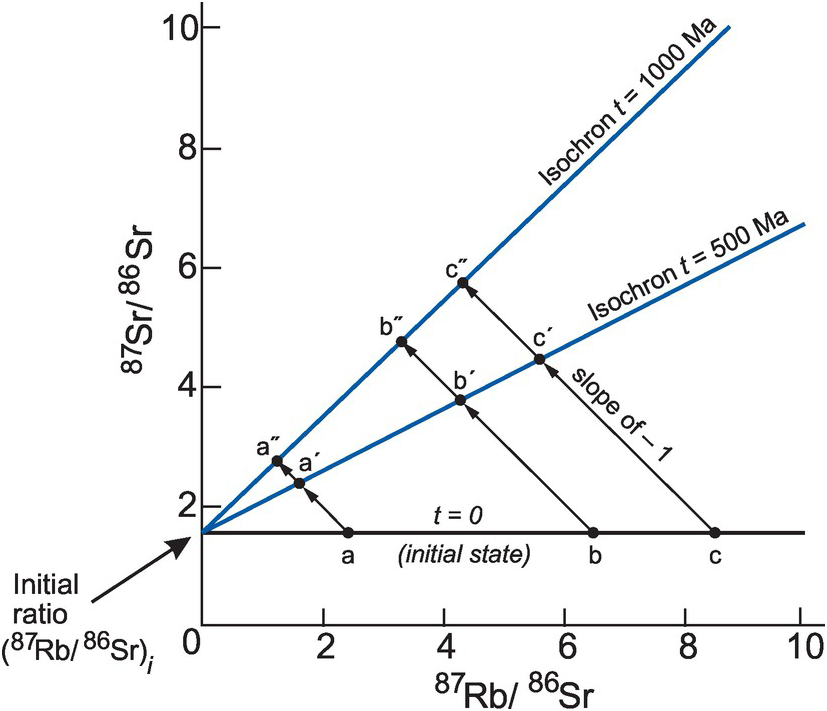 10
8
6
4
2
0
2
4
6
8
10
⁸⁷Sr/⁸⁶Sr
⁸⁷Rb/ ⁸⁶Sr
Isochron t = 1000 Ma
Isochron t = 500 Ma
c˝
b˝
c´
b´
a˝
a´
slope of – 1
t = 0
(initial state)
a
b
c
Initial
ratio
(⁸⁷Rb/ ⁸⁶Sr)ᵢ